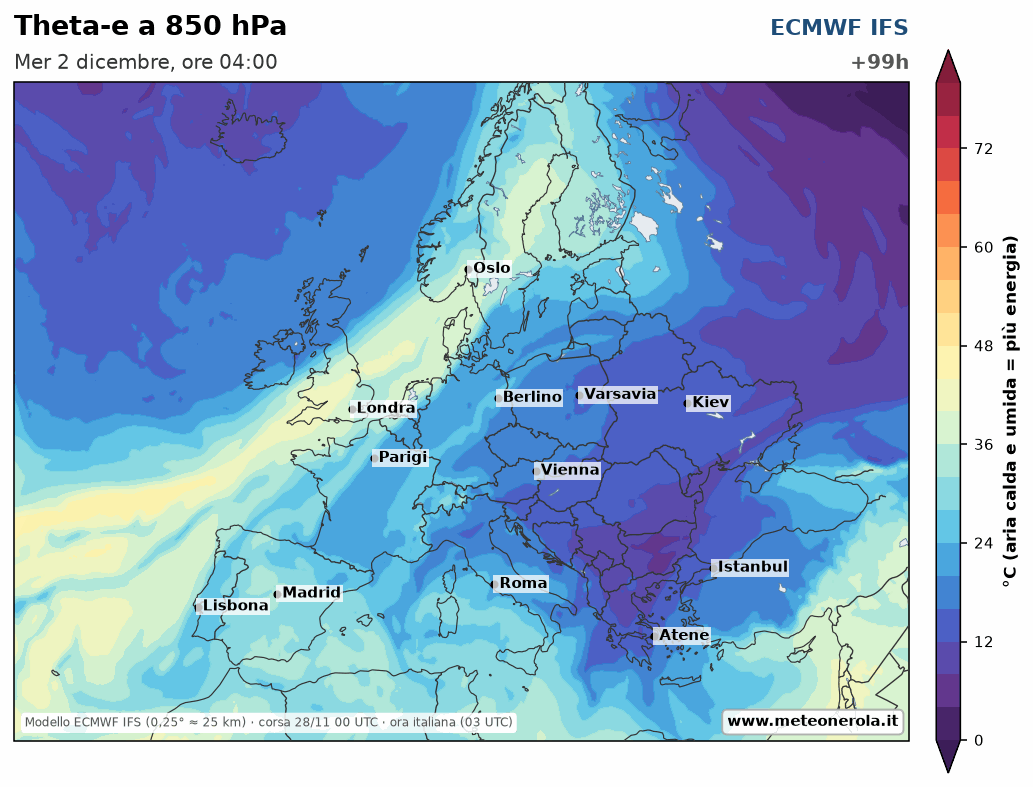 Theta-e a 850 hPa
ECMWF IFS
Mer 2 dicembre, ore 04:00
+99h
72
60
48
36
24
12
0
°C (aria calda e umida = più energia)
Oslo
Londra
Berlino
Varsavia
Kiev
Parigi
Vienna
Istanbul
Roma
Madrid
Lisbona
Atene
Modello ECMWF IFS (0,25° ≈ 25 km) · corsa 28/11 00 UTC · ora italiana (03 UTC)
www.meteonerola.it